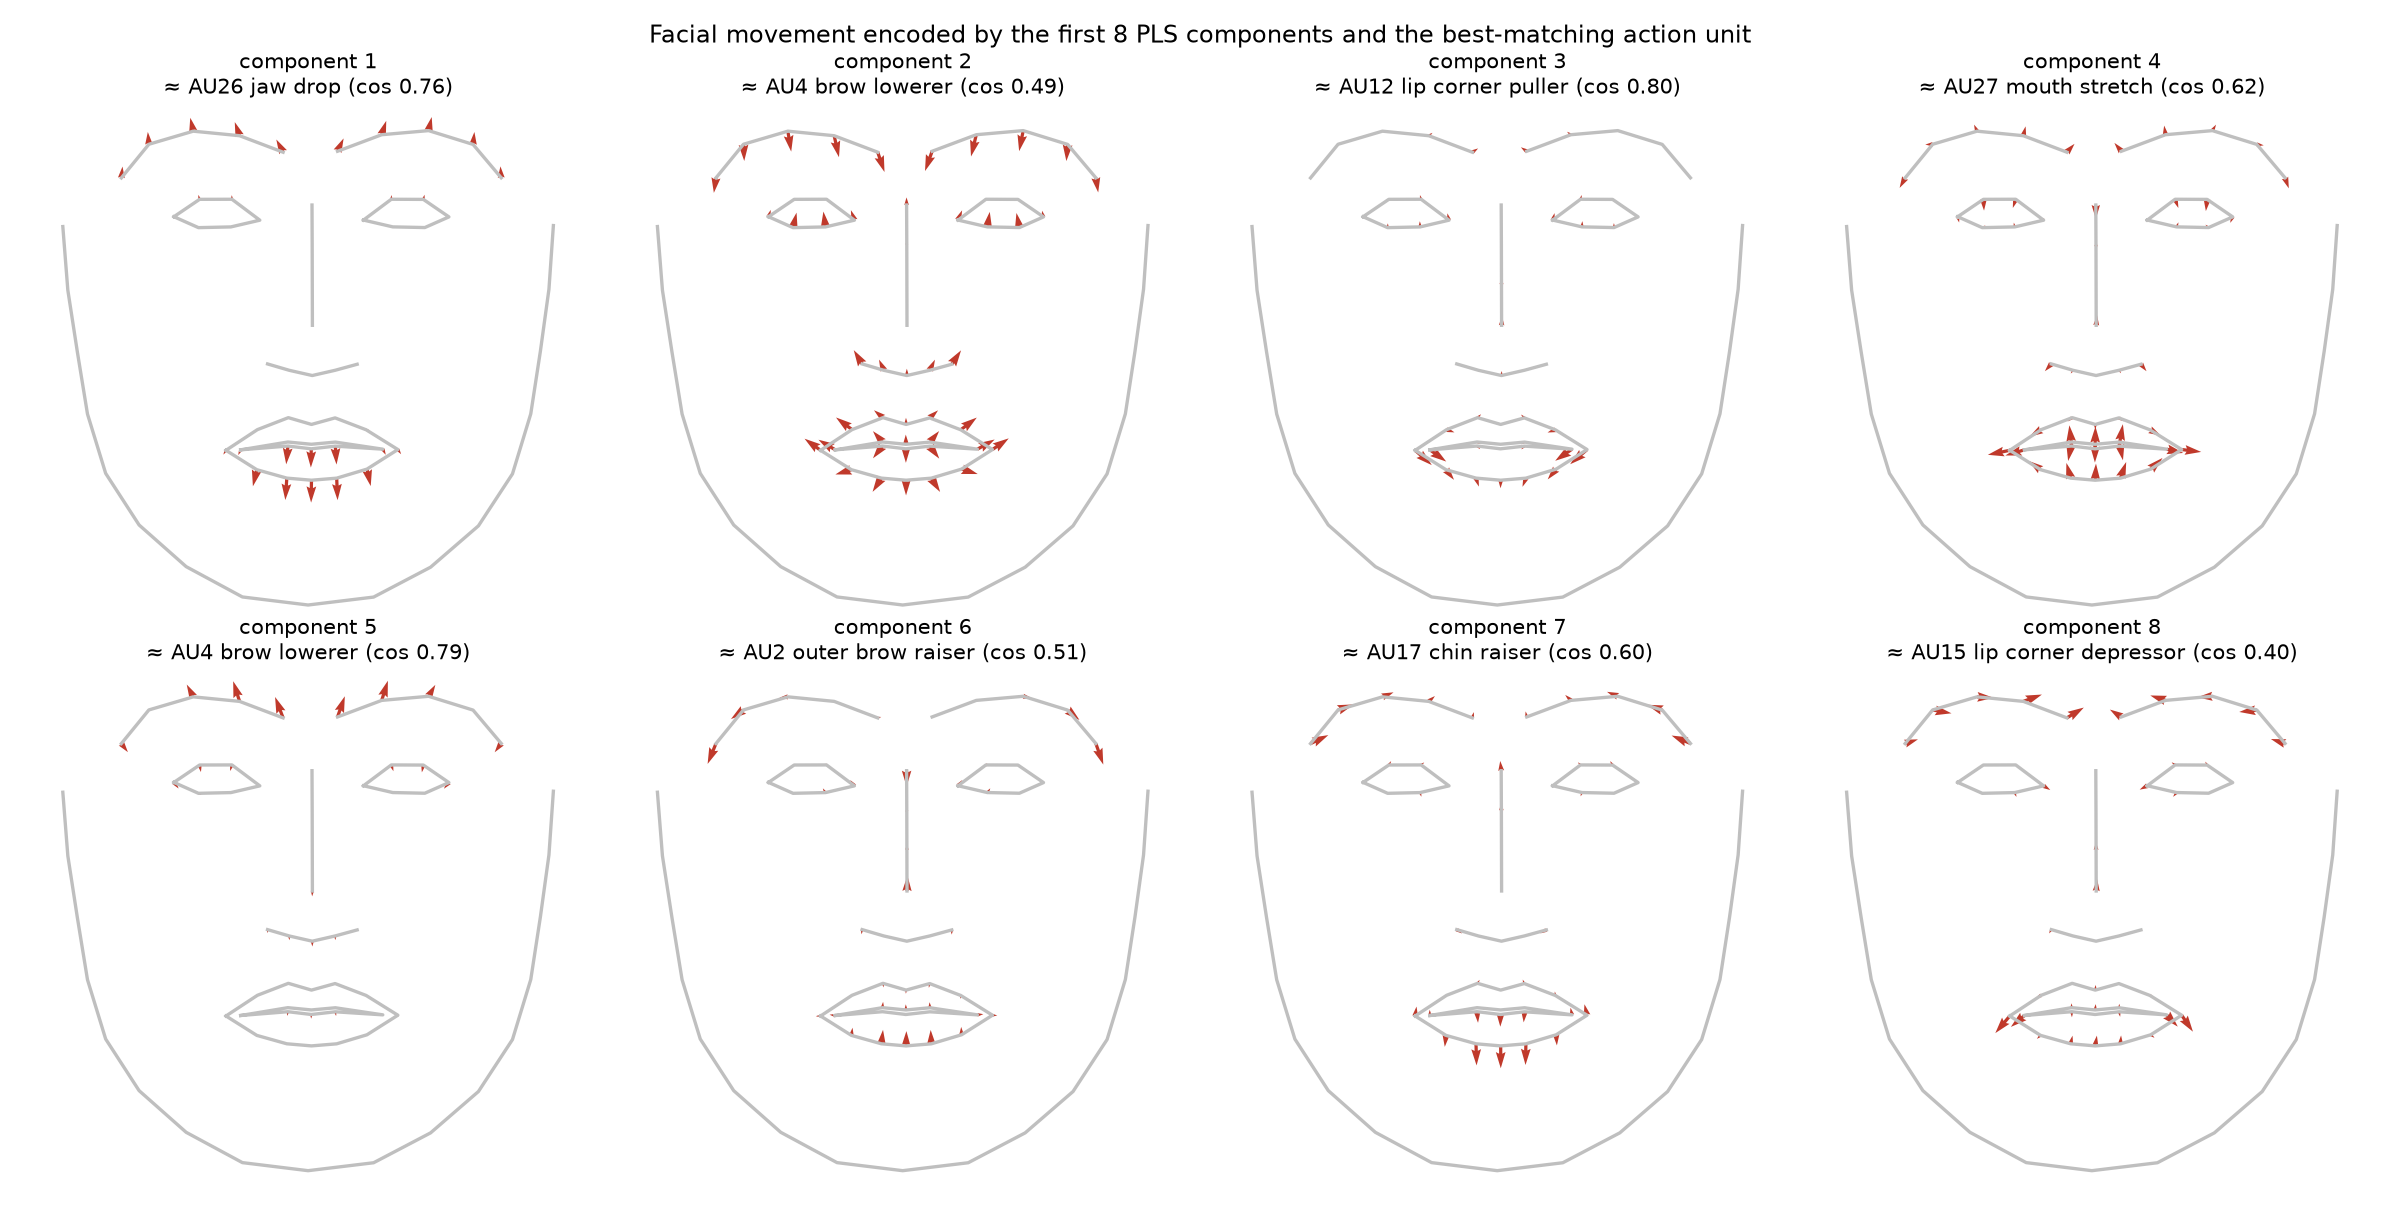 Facial movement encoded by the first 8 PLS components and the best-matching action unit
component 1
≈ AU26 jaw drop (cos 0.76)
component 2
≈ AU4 brow lowerer (cos 0.49)
component 3
≈ AU12 lip corner puller (cos 0.80)
component 4
≈ AU27 mouth stretch (cos 0.62)
component 5
≈ AU4 brow lowerer (cos 0.79)
component 6
≈ AU2 outer brow raiser (cos 0.51)
component 7
≈ AU17 chin raiser (cos 0.60)
component 8
≈ AU15 lip corner depressor (cos 0.40)